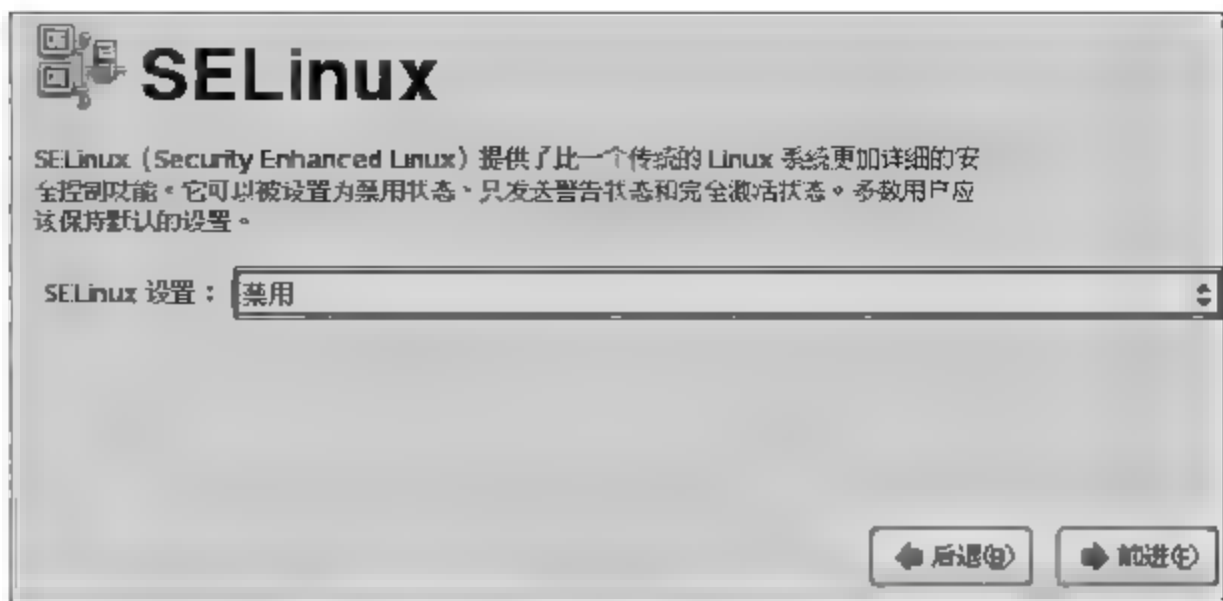 SELinux
SELinux (Security Enhanced Linux) 提供了比一个传统的 Linux 系统更加详细的安
全控制功能。它可以被设置为禁用状态、只发送警告状态和完全激活状态。多数用户应
该保持默认的设置。
SELinux 设置：禁用
后退(B) 前进(F)